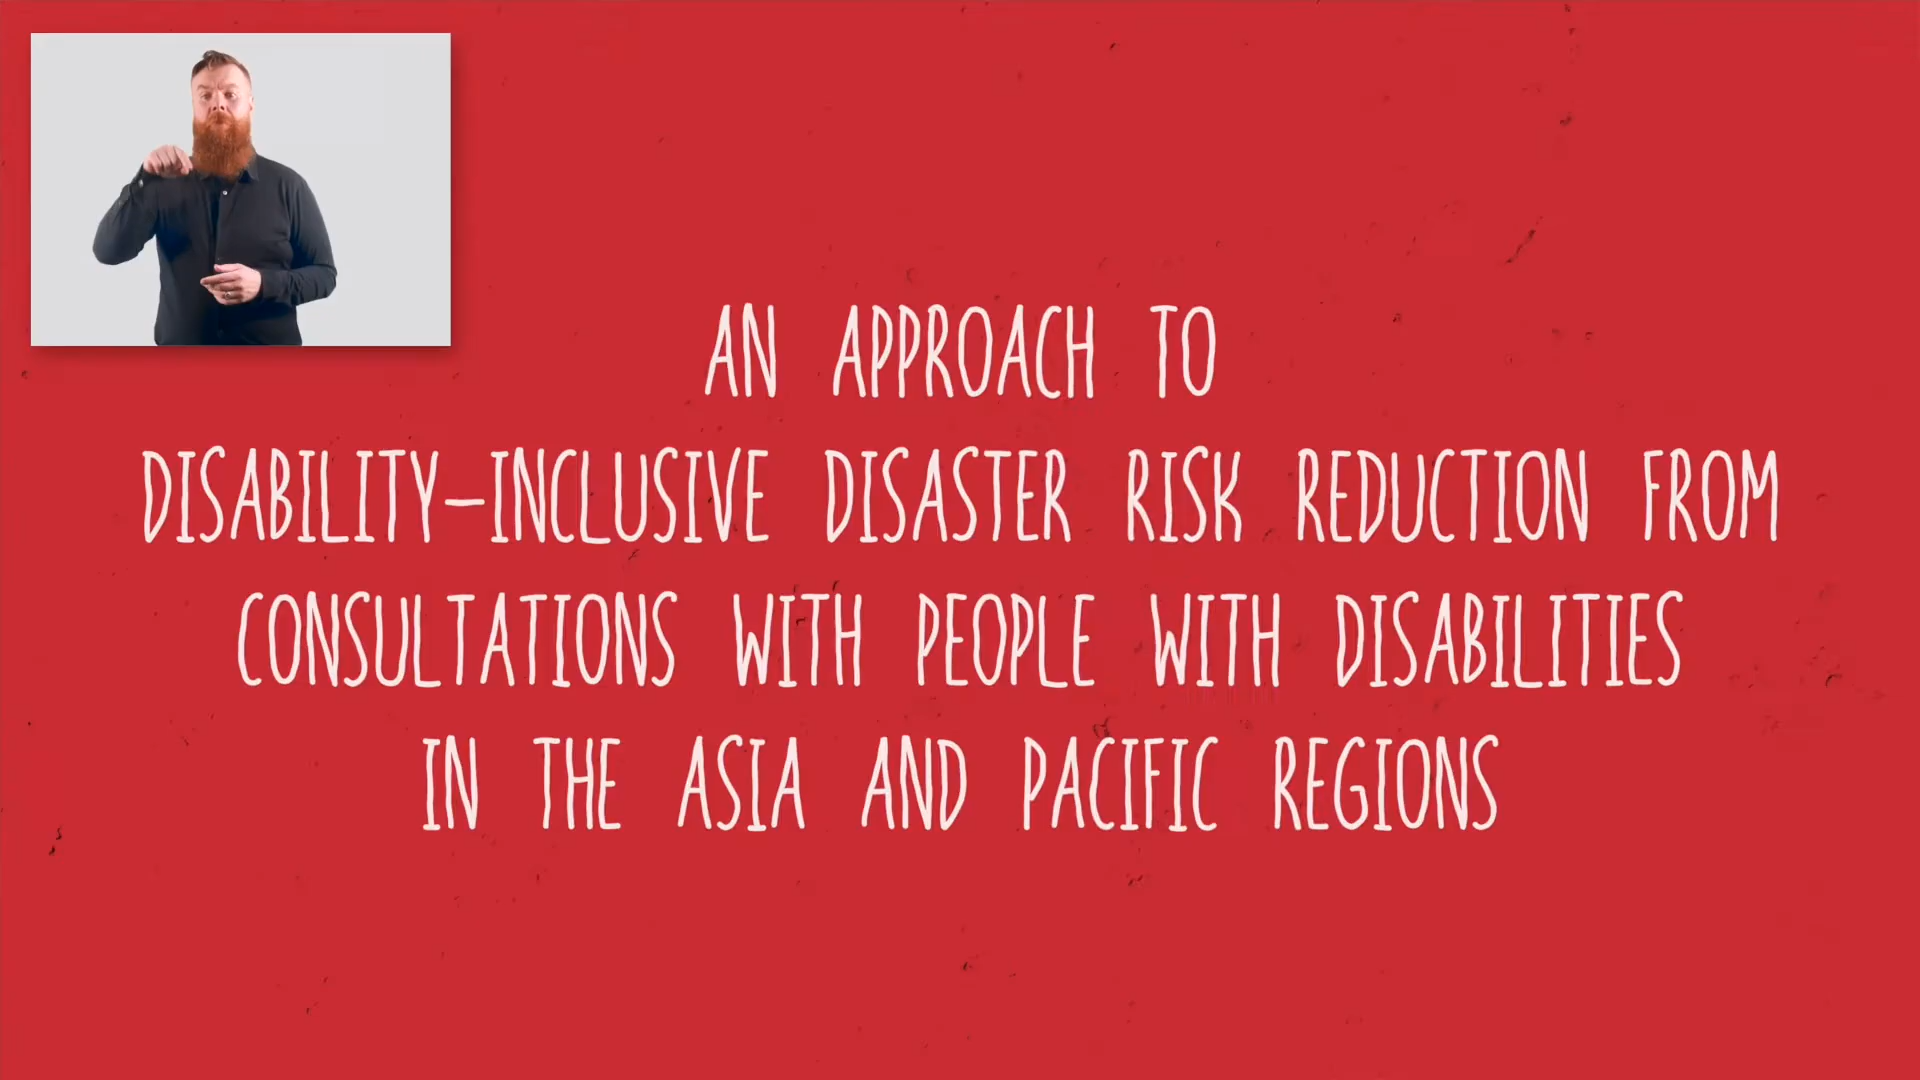 AN APPROACH TO
DISABILITY-INCLUSIVE DISASTER RISK REDUCTION FROM
CONSULTATIONS WITH PEOPLE WITH DISABILITIES
IN THE ASIA AND PACIFIC REGIONS